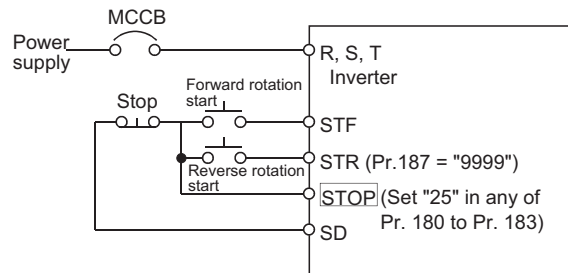 MCCB
Power
supply
R, S, T
Inverter
Forward rotation
start
Stop
STF
STR (Pr.187 = "9999")
Reverse rotation
start
STOP (Set "25" in any of
Pr. 180 to Pr. 183)
SD